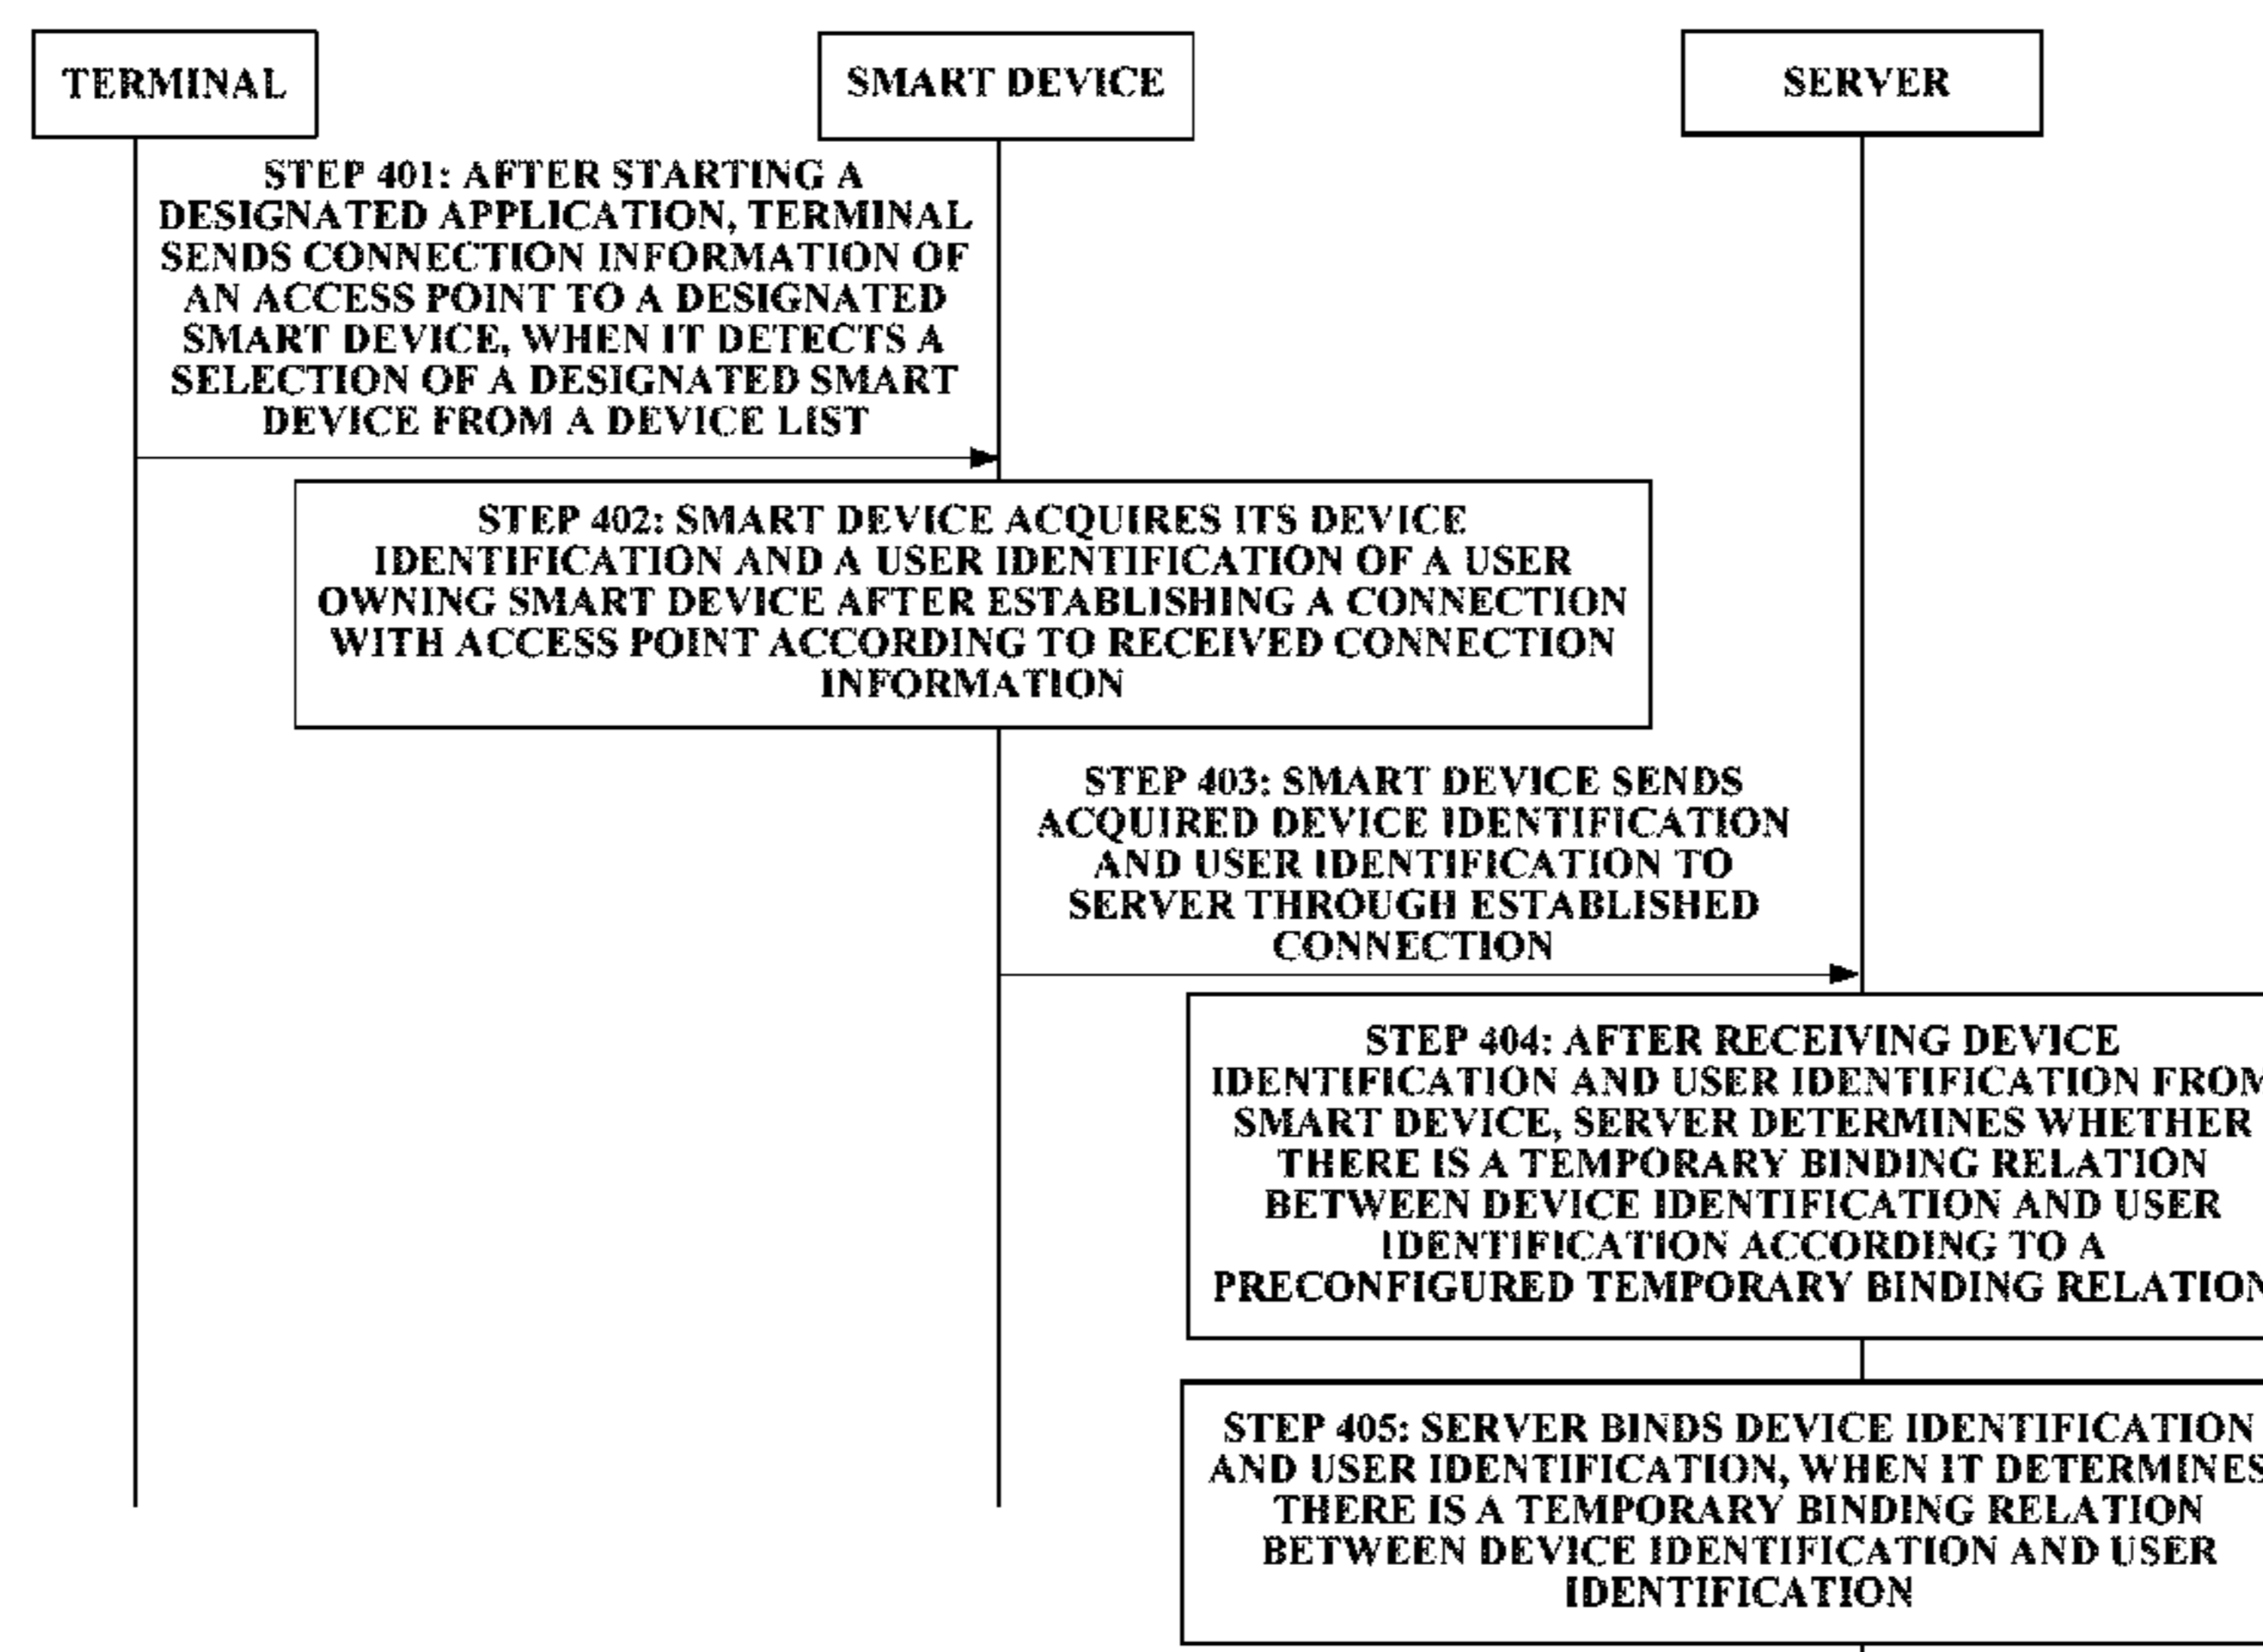 TERMINAL
SMART DEVICE
SERVER
STEP 401: AFTER STARTING A
DESIGNATED APPLICATION, TERMINAL
SENDS CONNECTION INFORMATION OF
AN ACCESS POINT TO A DESIGNATED
SMART DEVICE, WHEN IT DETECTS A
SELECTION OF A DESIGNATED SMART
DEVICE FROM A DEVICE LIST
STEP 402: SMART DEVICE ACQUIRES ITS DEVICE
IDENTIFICATION AND A USER IDENTIFICATION OF A USER
OWNING SMART DEVICE AFTER ESTABLISHING A CONNECTION
WITH ACCESS POINT ACCORDING TO RECEIVED CONNECTION
INFORMATION
STEP 403: SMART DEVICE SENDS
ACQUIRED DEVICE IDENTIFICATION
AND USER IDENTIFICATION TO
SERVER THROUGH ESTABLISHED
CONNECTION
STEP 404: AFTER RECEIVING DEVICE
IDENTIFICATION AND USER IDENTIFICATION FROM
SMART DEVICE, SERVER DETERMINES WHETHER
THERE IS A TEMPORARY BINDING RELATION
BETWEEN DEVICE IDENTIFICATION AND USER
IDENTIFICATION ACCORDING TO A
PRECONFIGURED TEMPORARY BINDING RELATION
STEP 405: SERVER BINDS DEVICE IDENTIFICATION
AND USER IDENTIFICATION, WHEN IT DETERMINES
THERE IS A TEMPORARY BINDING RELATION
BETWEEN DEVICE IDENTIFICATION AND USER
IDENTIFICATION